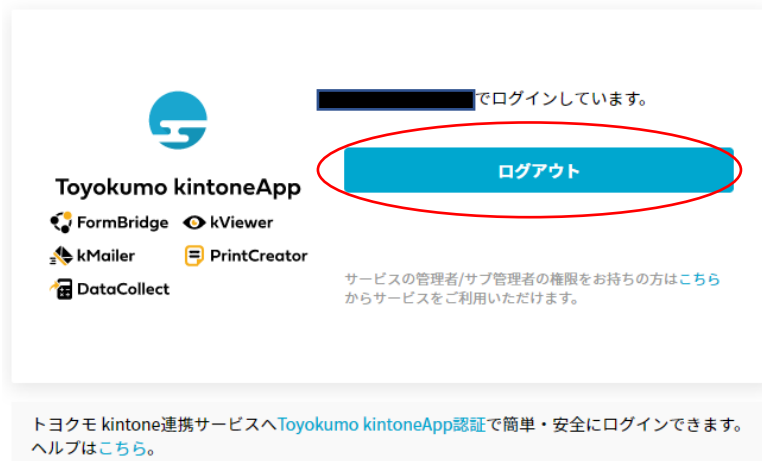 でログインしています。
ログアウト
Toyokumo kintoneApp
FormBridge kViewer
kMailer PrintCreator
DataCollect
サービスの管理者/サブ管理者の権限をお持ちの方はこちら
からサービスをご利用いただけます。
トヨクモ kintone連携サービスへToyokumo kintoneApp認証で簡単・安全にログインできます。
ヘルプはこちら。